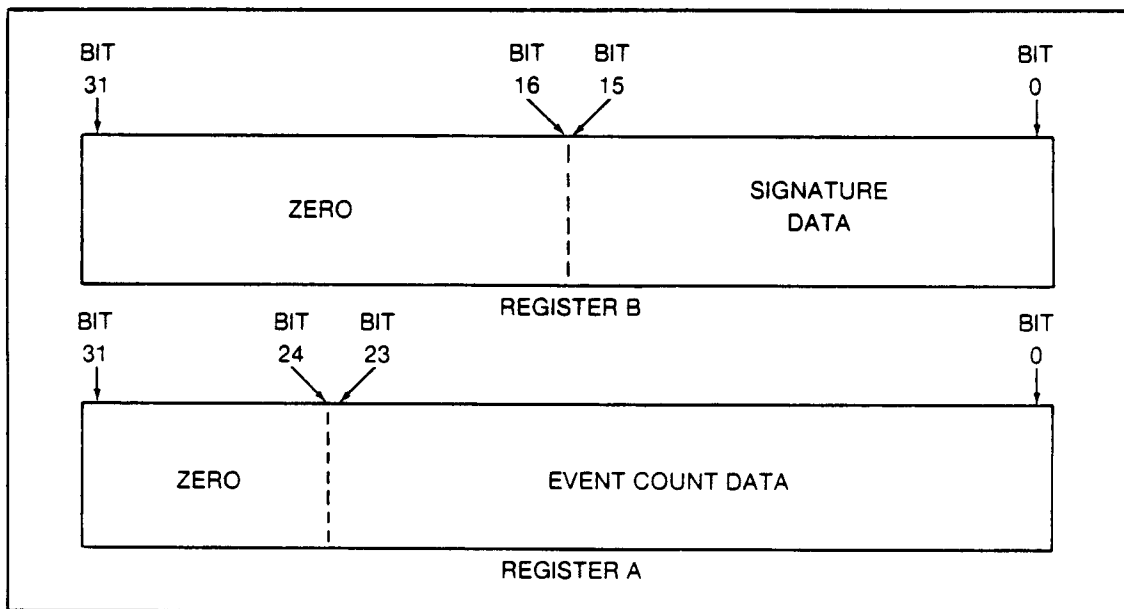 BIT BIT BIT BIT
31 16 15 0
ZERO
SIGNATURE
DATA
REGISTER B
BIT BIT BIT BIT
31 24 23 0
ZERO EVENT COUNT DATA
REGISTER A